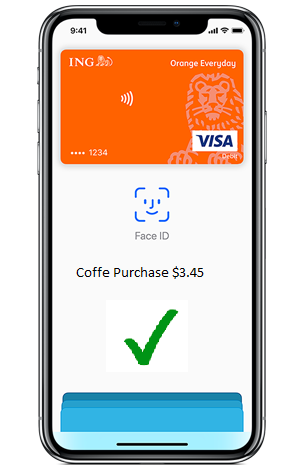 9:41
ING Orange Everyday
VISA
Debit
•••• 1234
Face ID
Coffe Purchase $3.45